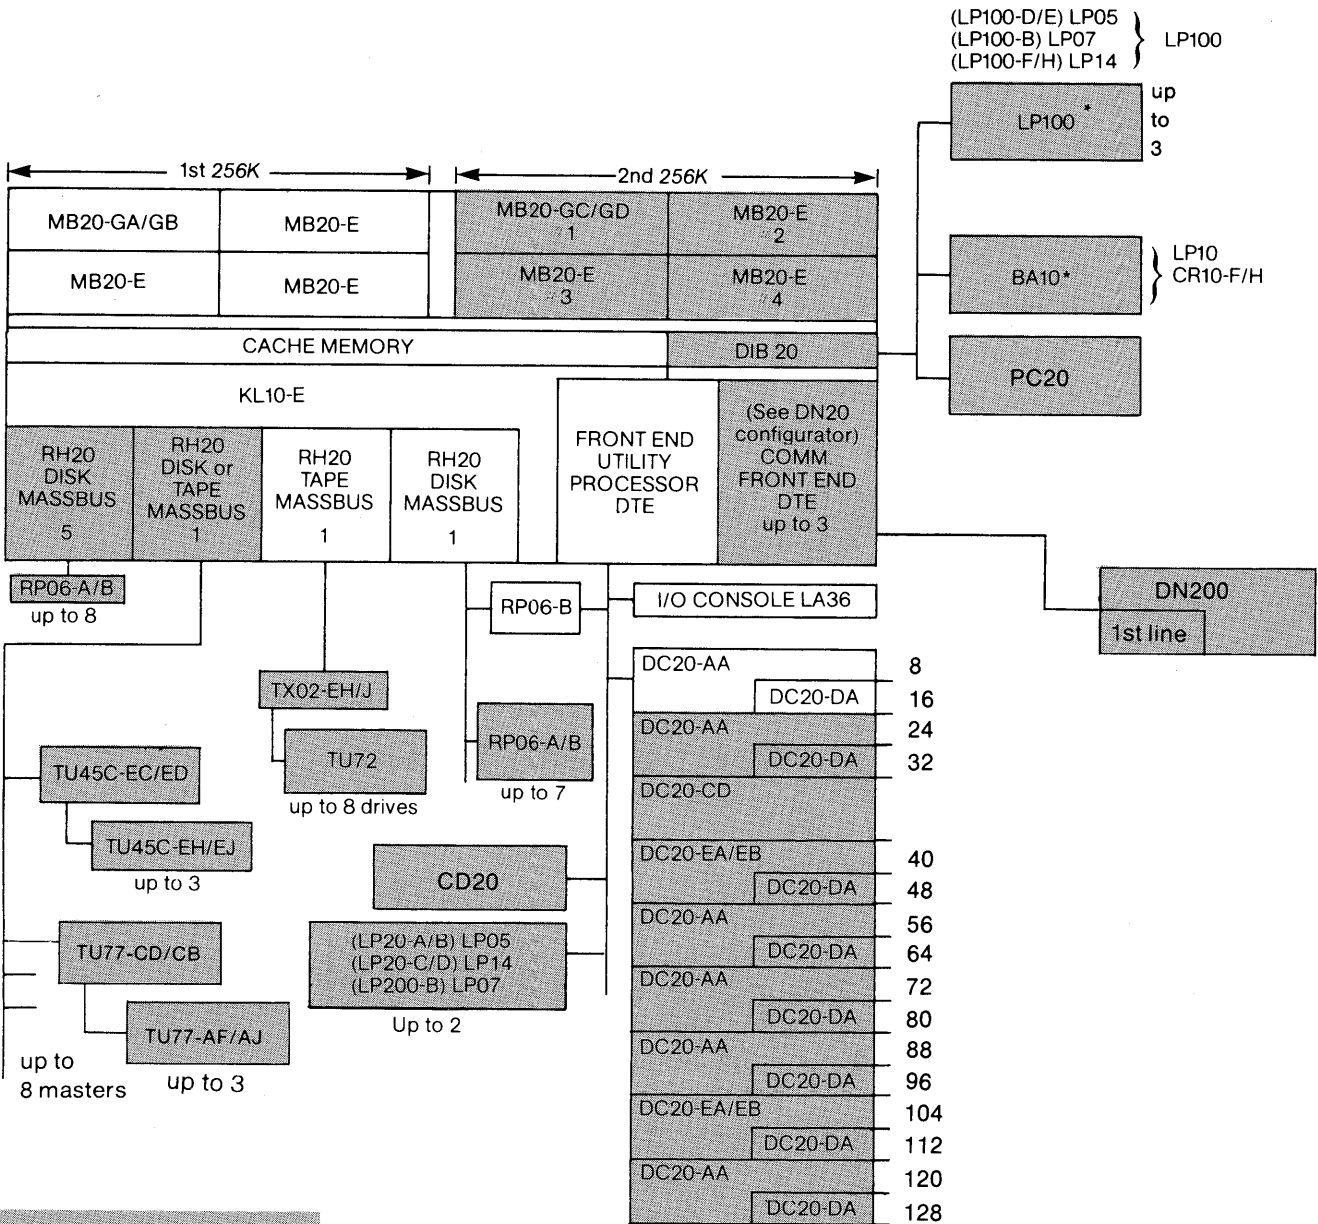 (LP100-D/E) LP05
(LP100-B) LP07
(LP100-F/H) LP14
LP100
LP100 *
up
to
3
1st 256K
2nd 256K
MB20-GA/GB
MB20-E
MB20-GC/GD
1
MB20-E
2
MB20-E
MB20-E
MB20-E
3
MB20-E
4
BA10*
LP10
CR10-F/H
CACHE MEMORY
DIB 20
PC20
KL10-E
RH20
DISK
MASSBUS
5
RH20
DISK or
TAPE
MASSBUS
1
RH20
TAPE
MASSBUS
1
RH20
DISK
MASSBUS
1
FRONT END
UTILITY
PROCESSOR
DTE
(See DN20
configurator)
COMM.
FRONT END
DTE
up to 3
RP06-A/B
up to 8
RP06-B
I/O CONSOLE LA36
DN200
1st line
TX02-EH/J
TU72
up to 8 drives
RP06-A/B
up to 7
TU45C-EC/ED
TU45C-EH/EJ
up to 3
TU77-CD/CB
TU77-AF/AJ
up to 3
up to
8 masters
CD20
(LP20-A/B) LP05
(LP20-C/D) LP14
(LP200-B) LP07
Up to 2
DC20-AA 8
DC20-DA 16
DC20-AA 24
DC20-DA 32
DC20-CD
DC20-EA/EB 40
DC20-DA 48
DC20-AA 56
DC20-DA 64
DC20-AA 72
DC20-DA 80
DC20-AA 88
DC20-DA 96
DC20-EA/EB 104
DC20-DA 112
DC20-AA 120
DC20-DA 128